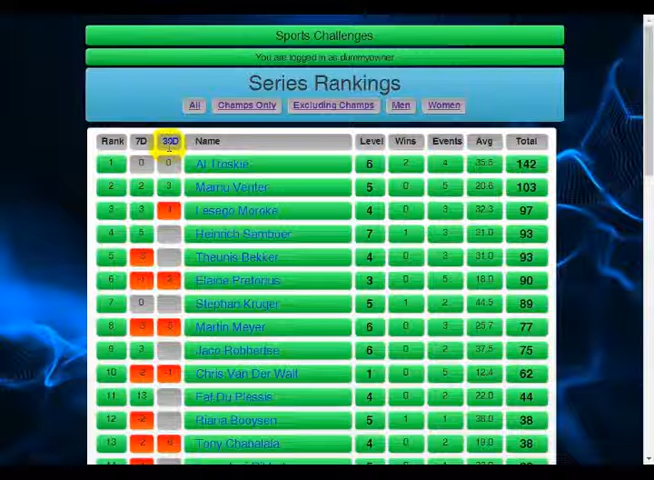 Sports Challenges
You are logged in as dummyowner
Series Rankings
All Champs Only Excluding Champs Men Women
Rank 7D 30D Name Level Wins Events Avg Total
1 0 0 Al Troskie 6 2 4 35.5 142
2 2 3 Marnu Venter 5 0 5 20.6 103
3 3 -1 Lesego Moroke 4 0 3 32.3 97
4 5 Heinrich Sambuer 7 1 3 31.0 93
5 -3 Theunis Bekker 4 0 3 31.0 93
6 Elaine Pretorius 3 0 5 18.0 90
7 0 Stephan Kruger 5 1 2 44.5 89
8 Martin Meyer 6 0 3 25.7 77
9 3 Jaco Robbertse 6 0 2 37.5 75
10 -2 -1 Chris Van Der Walt 1 0 5 12.4 62
11 13 Faf Du Plessis 4 0 2 22.0 44
12 -2 Riana Booysen 5 1 1 38.0 38
13 -2 Tony Chabalala 4 0 2 19.0 38